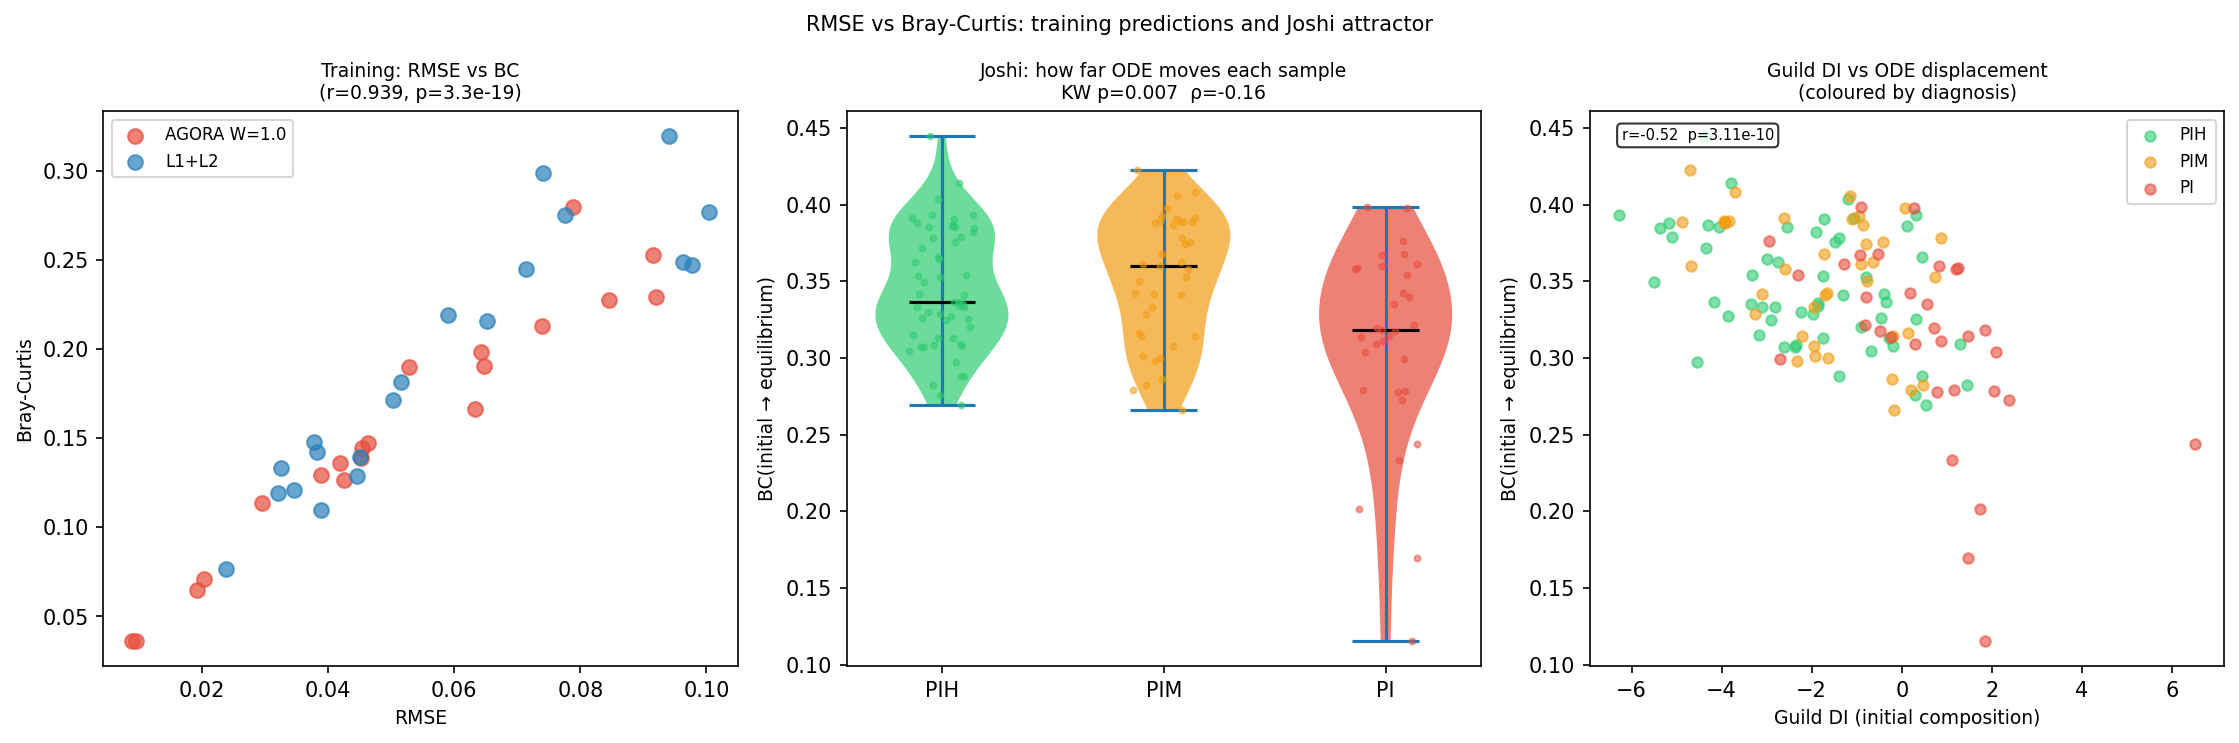 RMSE vs Bray-Curtis: training predictions and Joshi attractor
Training: RMSE vs BC
(r=0.939, p=3.3e-19)
AGORA W=1.0
L1+L2
Bray-Curtis
0.30
0.25
0.20
0.15
0.10
0.05
0.02
0.04
0.06
0.08
0.10
RMSE
Joshi: how far ODE moves each sample
KW p=0.007  ρ=-0.16
BC(initial → equilibrium)
0.45
0.40
0.35
0.30
0.25
0.20
0.15
0.10
PIH
PIM
PI
Guild DI vs ODE displacement
(coloured by diagnosis)
r=-0.52  p=3.11e-10
PIH
PIM
PI
BC(initial → equilibrium)
0.45
0.40
0.35
0.30
0.25
0.20
0.15
0.10
−6
−4
−2
0
2
4
6
Guild DI (initial composition)